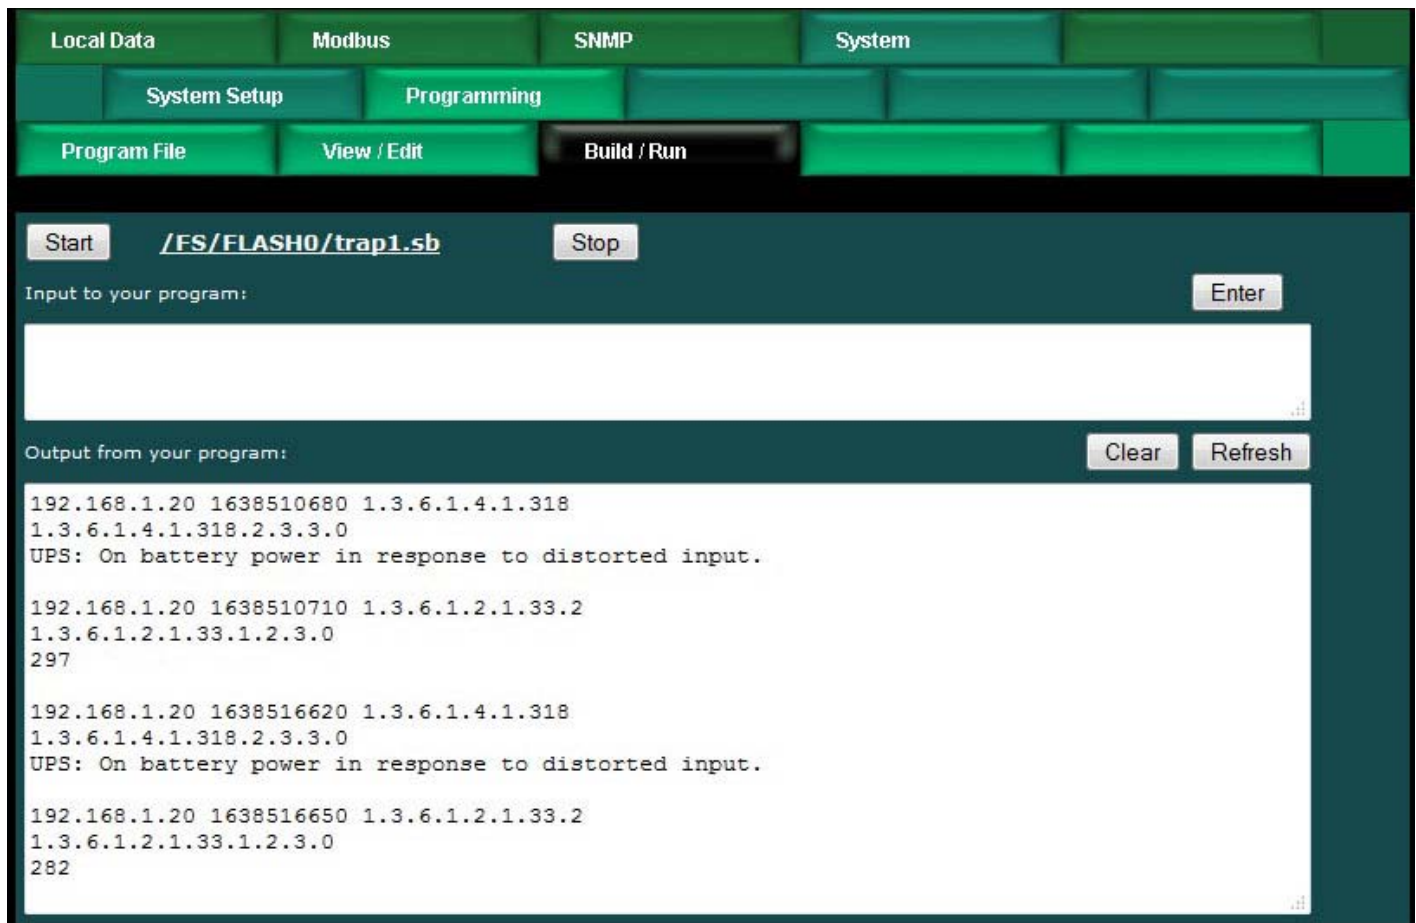 Local Data Modbus SNMP System
System Setup Programming
Program File View / Edit Build / Run
Start /FS/FLASH0/trap1.sb Stop
Input to your program: Enter
Output from your program: Clear Refresh
192.168.1.20 1638510680 1.3.6.1.4.1.318
1.3.6.1.4.1.318.2.3.3.0
UPS: On battery power in response to distorted input.
192.168.1.20 1638510710 1.3.6.1.2.1.33.2
1.3.6.1.2.1.33.1.2.3.0
297
192.168.1.20 1638516620 1.3.6.1.4.1.318
1.3.6.1.4.1.318.2.3.3.0
UPS: On battery power in response to distorted input.
192.168.1.20 1638516650 1.3.6.1.2.1.33.2
1.3.6.1.2.1.33.1.2.3.0
282